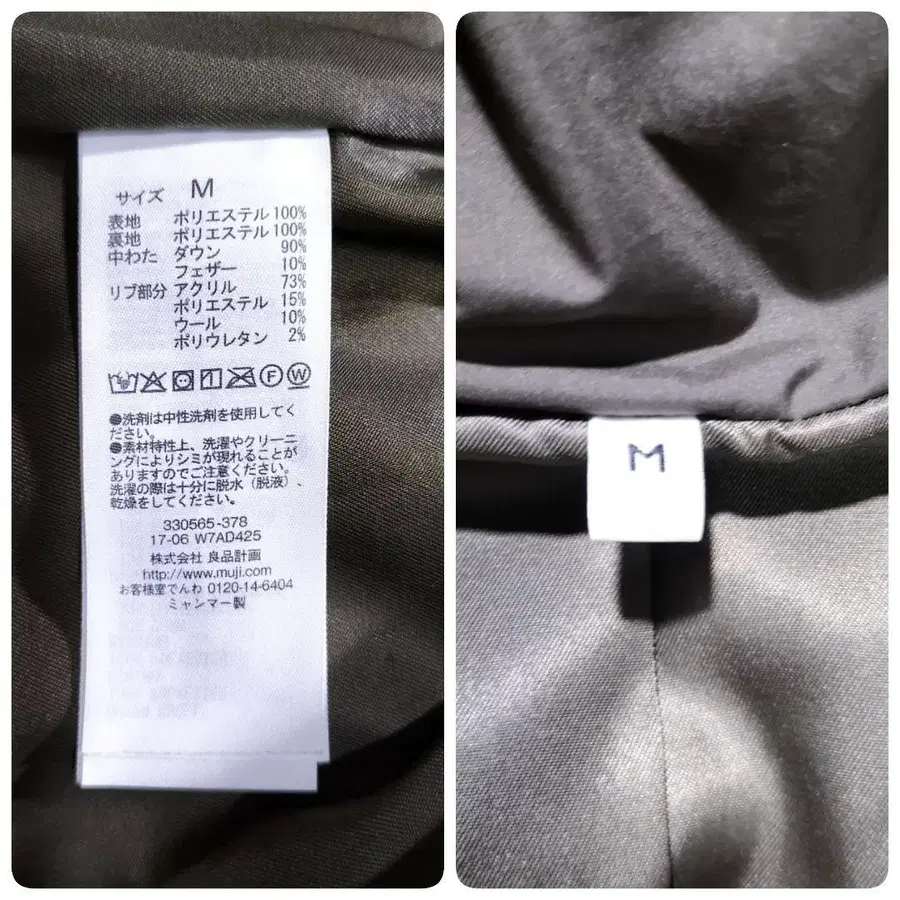 サイズ M
表地 ポリエステル 100%
裏地 ポリエステル 100%
中わた ダウン 90%
フェザー 10%
リブ部分 アクリル 73%
ポリエステル 15%
ウール 10%
ポリウレタン 2%
1 F W
●洗剤は中性洗剤を使用してく
ださい。
●素材特性上、洗濯やクリーニ
ングによりシミが現れることが
ありますのでご注意ください。
洗濯の際は十分に脱水（脱液）、
乾燥をしてください。
330565-378
17-06 W7AD425
株式会社 良品計画
http://www.muji.com
お客様室でんわ 0120-14-6404
ミャンマー製
M